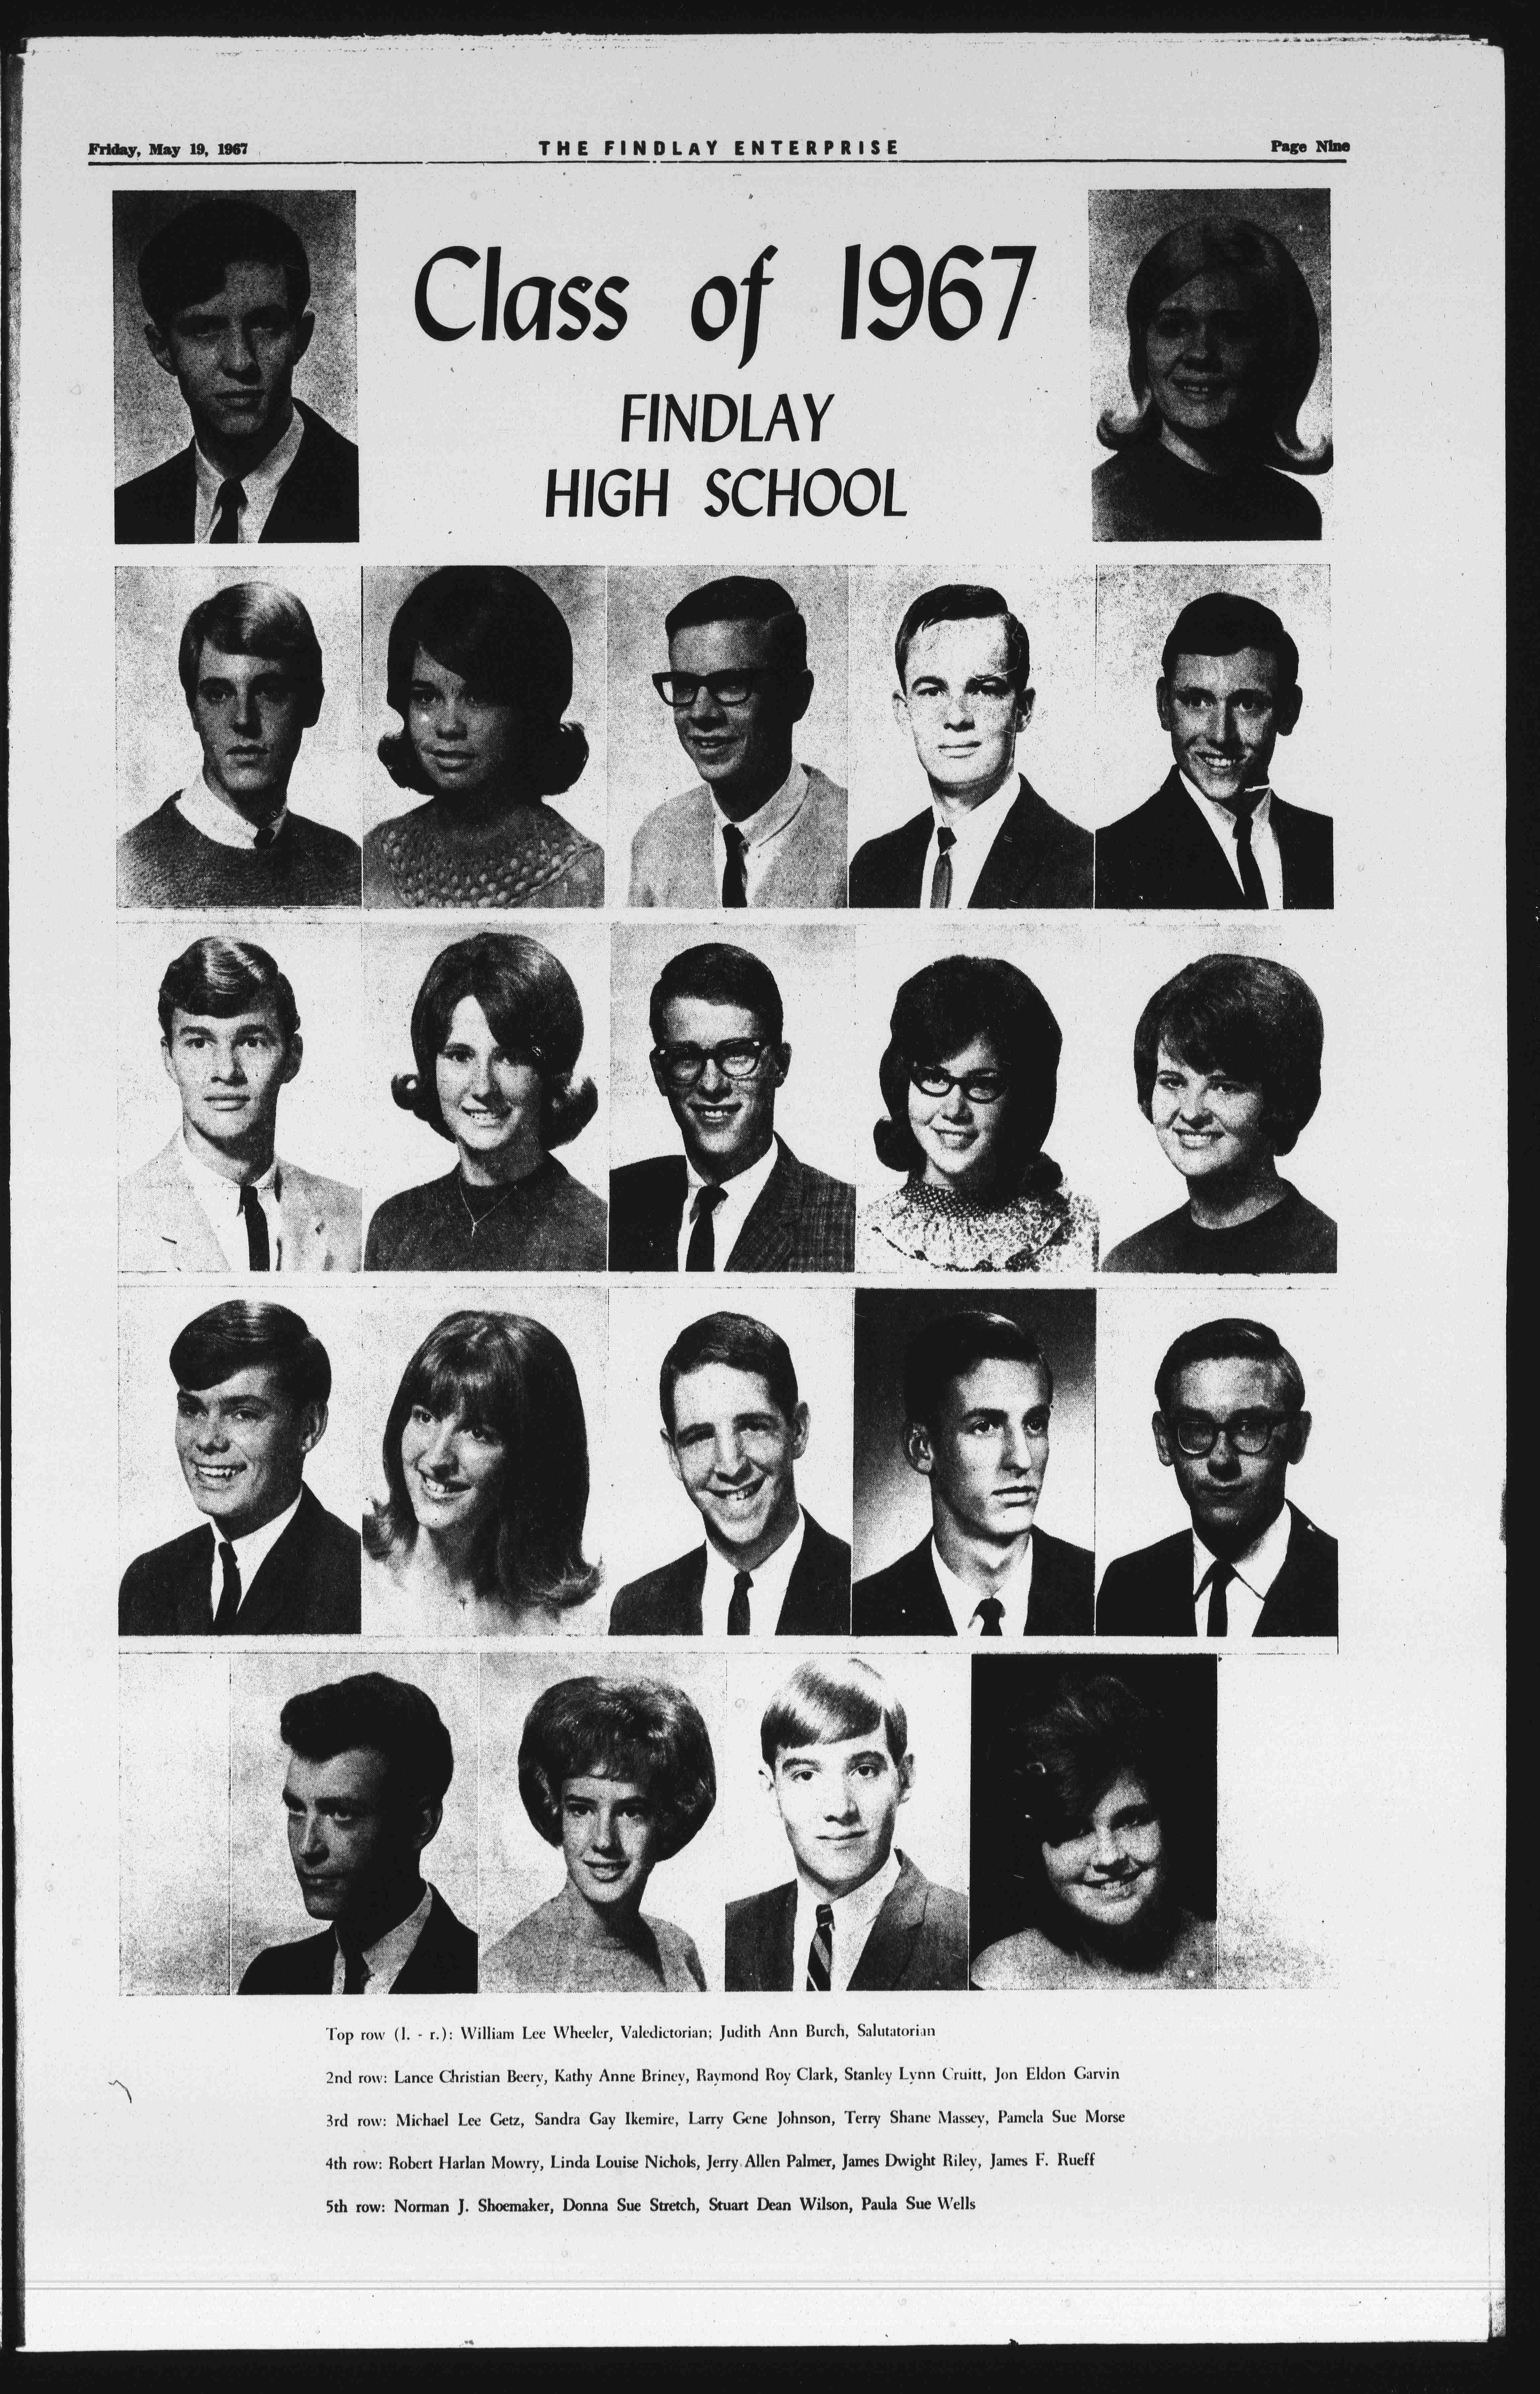 Friday, May 19, 1967 THE FINDLAY ENTERPRISE Page Nine
Class of 1967
FINDLAY
HIGH SCHOOL
Top row (l. - r.): William Lee Wheeler, Valedictorian; Judith Ann Burch, Salutatorian
2nd row: Lance Christian Beery, Kathy Anne Briney, Raymond Roy Clark, Stanley Lynn Cruitt, Jon Eldon Garvin
3rd row: Michael Lee Getz, Sandra Gay Ikemire, Larry Gene Johnson, Terry Shane Massey, Pamela Sue Morse
4th row: Robert Harlan Mowry, Linda Louise Nichols, Jerry Allen Palmer, James Dwight Riley, James F. Rueff
5th row: Norman J. Shoemaker, Donna Sue Stretch, Stuart Dean Wilson, Paula Sue Wells